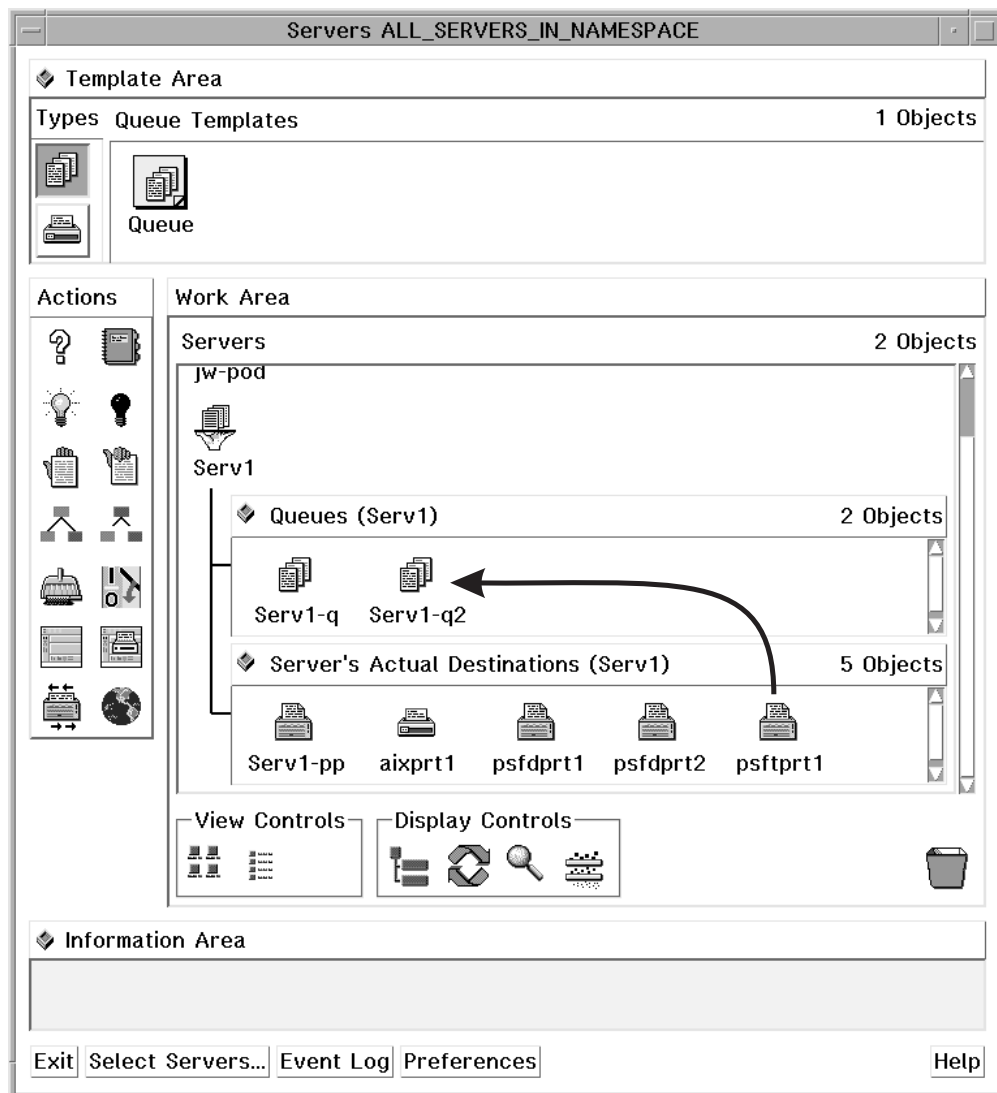 Servers ALL_SERVERS_IN_NAMESPACE
Template Area
Types Queue Templates 1 Objects
Queue
Actions Work Area
Servers 2 Objects
jw-pod
Serv1
Queues (Serv1) 2 Objects
Serv1-q Serv1-q2
Server's Actual Destinations (Serv1) 5 Objects
Serv1-pp aixprt1 psfdprt1 psfdprt2 psftprt1
View Controls Display Controls
Information Area
Exit Select Servers... Event Log Preferences Help